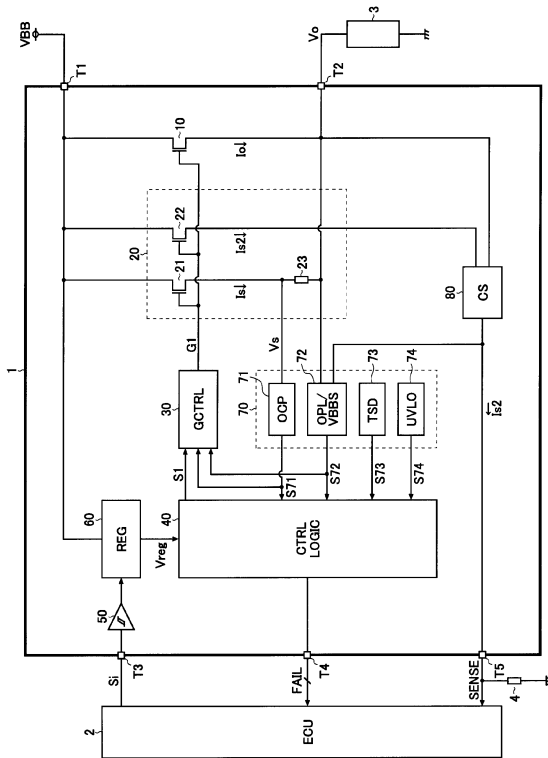 1
VBB
T1
T2
Vo
3
10
Io↓
20
22
21
Is2↓
Is↓
23
G1
Vs
80
CS
30
GCTRL
70
71
OCP
72
OPL/
VBBS
73
TSD
74
UVLO
↓Is2
S1
S71
S72
S73
S74
60
REG
Vreg
40
CTRL
LOGIC
50
T3
T4
T5
Si
FAIL
SENSE
4
2
ECU